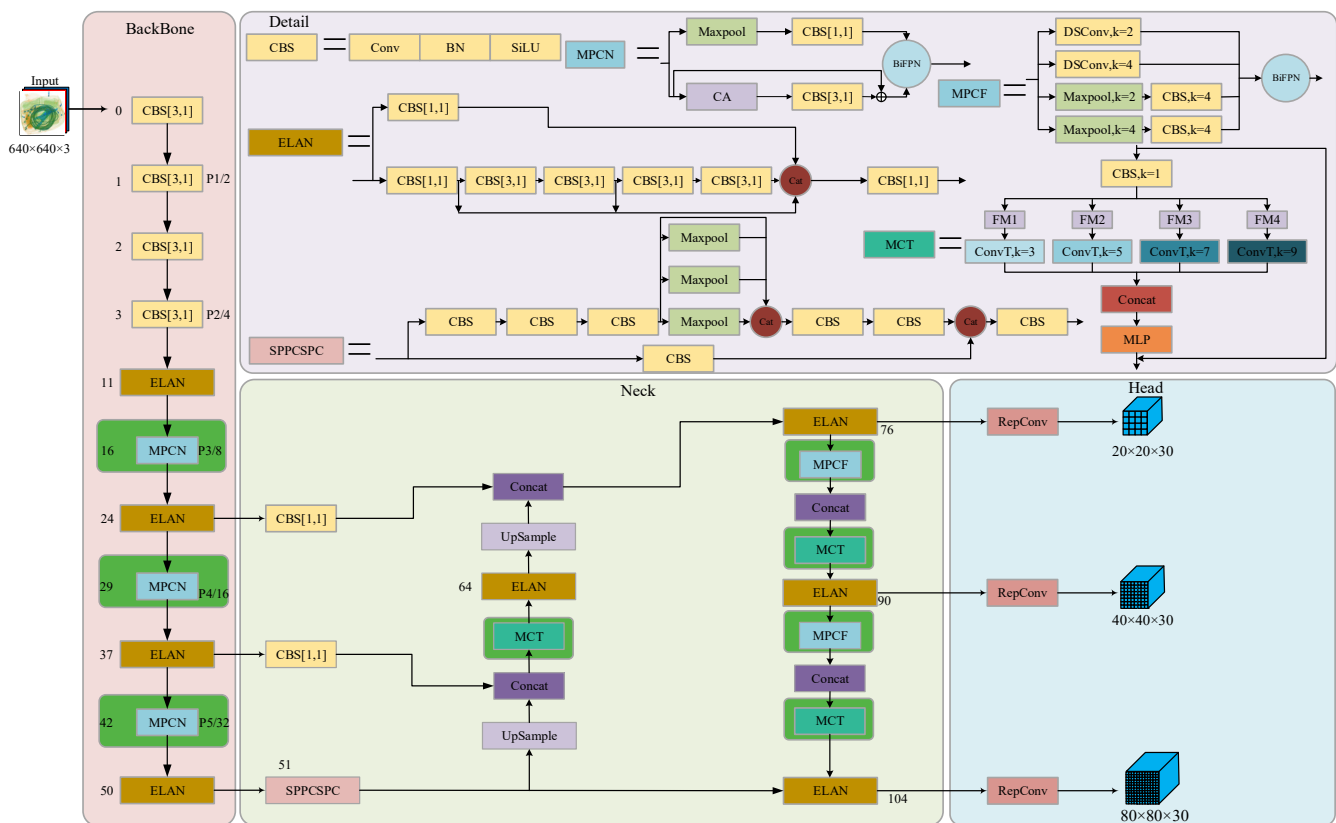 BackBone
Input
640×640×3
0
CBS[3,1]
1
CBS[3,1]
P1/2
2
CBS[3,1]
3
CBS[3,1]
P2/4
11
ELAN
16
MPCN
P3/8
24
ELAN
29
MPCN
P4/16
37
ELAN
42
MPCN
P5/32
50
ELAN
Detail
CBS
Conv
BN
SiLU
MPCN
Maxpool
CBS[1,1]
CA
CBS[3,1]
BiFPN
MPCF
DSConv,k=2
DSConv,k=4
Maxpool,k=2
CBS,k=4
Maxpool,k=4
CBS,k=4
BiFPN
ELAN
CBS[1,1]
CBS[1,1]
CBS[3,1]
CBS[3,1]
CBS[3,1]
CBS[3,1]
Cat
CBS[1,1]
MCT
CBS,k=1
FM1
FM2
FM3
FM4
ConvT,k=3
ConvT,k=5
ConvT,k=7
ConvT,k=9
Concat
MLP
SPPCSPC
Maxpool
Maxpool
CBS
CBS
CBS
Maxpool
Cat
CBS
CBS
Cat
CBS
CBS
Neck
CBS[1,1]
CBS[1,1]
51
SPPCSPC
Concat
UpSample
64
ELAN
MCT
Concat
UpSample
ELAN
76
MPCF
Concat
MCT
ELAN
90
MPCF
Concat
MCT
ELAN
104
Head
RepConv
20×20×30
RepConv
40×40×30
RepConv
80×80×30